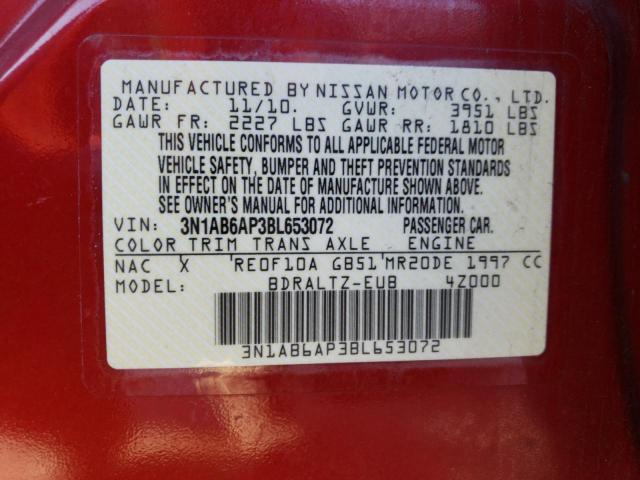 MANUFACTURED BY NISSAN MOTOR CO., LTD.
DATE: 11/10. GVWR: 3951 LBS
GAWR FR: 2227 LBS GAWR RR: 1810 LBS
THIS VEHICLE CONFORMS TO ALL APPLICABLE FEDERAL MOTOR
VEHICLE SAFETY, BUMPER AND THEFT PREVENTION STANDARDS
IN EFFECT ON THE DATE OF MANUFACTURE SHOWN ABOVE.
SEE OWNER'S MANUAL FOR ADDITIONAL INFORMATION.
VIN: 3N1AB6AP3BL653072 PASSENGER CAR.
COLOR TRIM TRANS AXLE ENGINE
NAC X RE0F10A GB51 MR20DE 1997 CC
BDRALTZ-EUB 4Z000
3N1AB6AP3BL653072